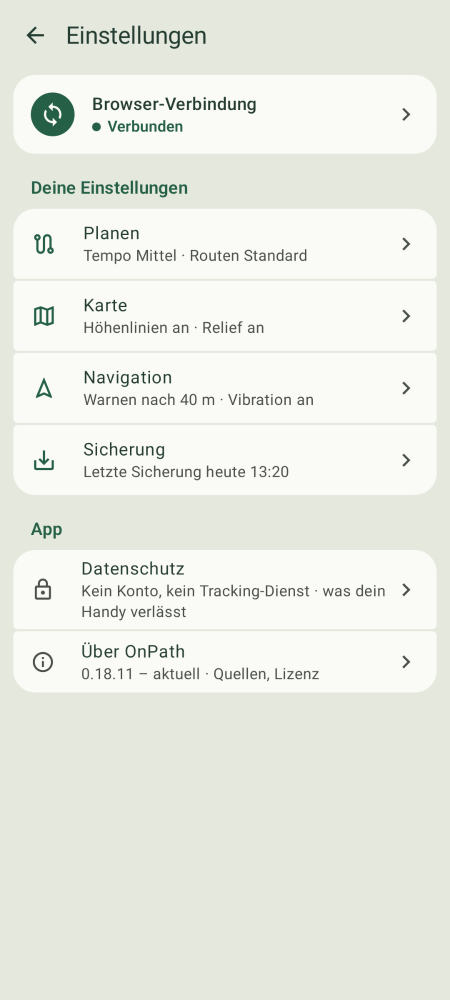 Einstellungen
Browser-Verbindung
Verbunden
Deine Einstellungen
Planen
Tempo Mittel · Routen Standard
Karte
Höhenlinien an · Relief an
Navigation
Warnen nach 40 m · Vibration an
Sicherung
Letzte Sicherung heute 13:20
App
Datenschutz
Kein Konto, kein Tracking-Dienst · was dein
Handy verlässt
Über OnPath
0.18.11 – aktuell · Quellen, Lizenz